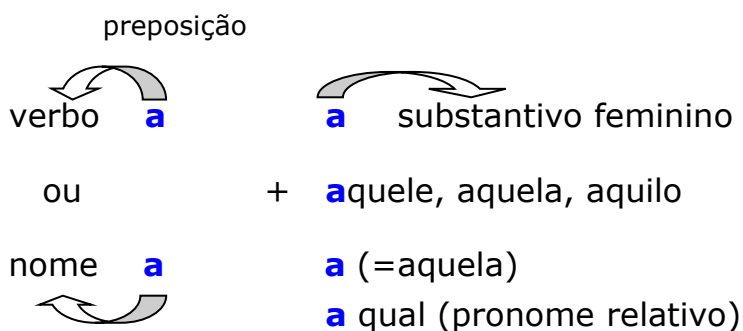 preposição
verbo a a substantivo feminino
ou + aquele, aquela, aquilo
nome a a (=aquela)
a qual (pronome relativo)